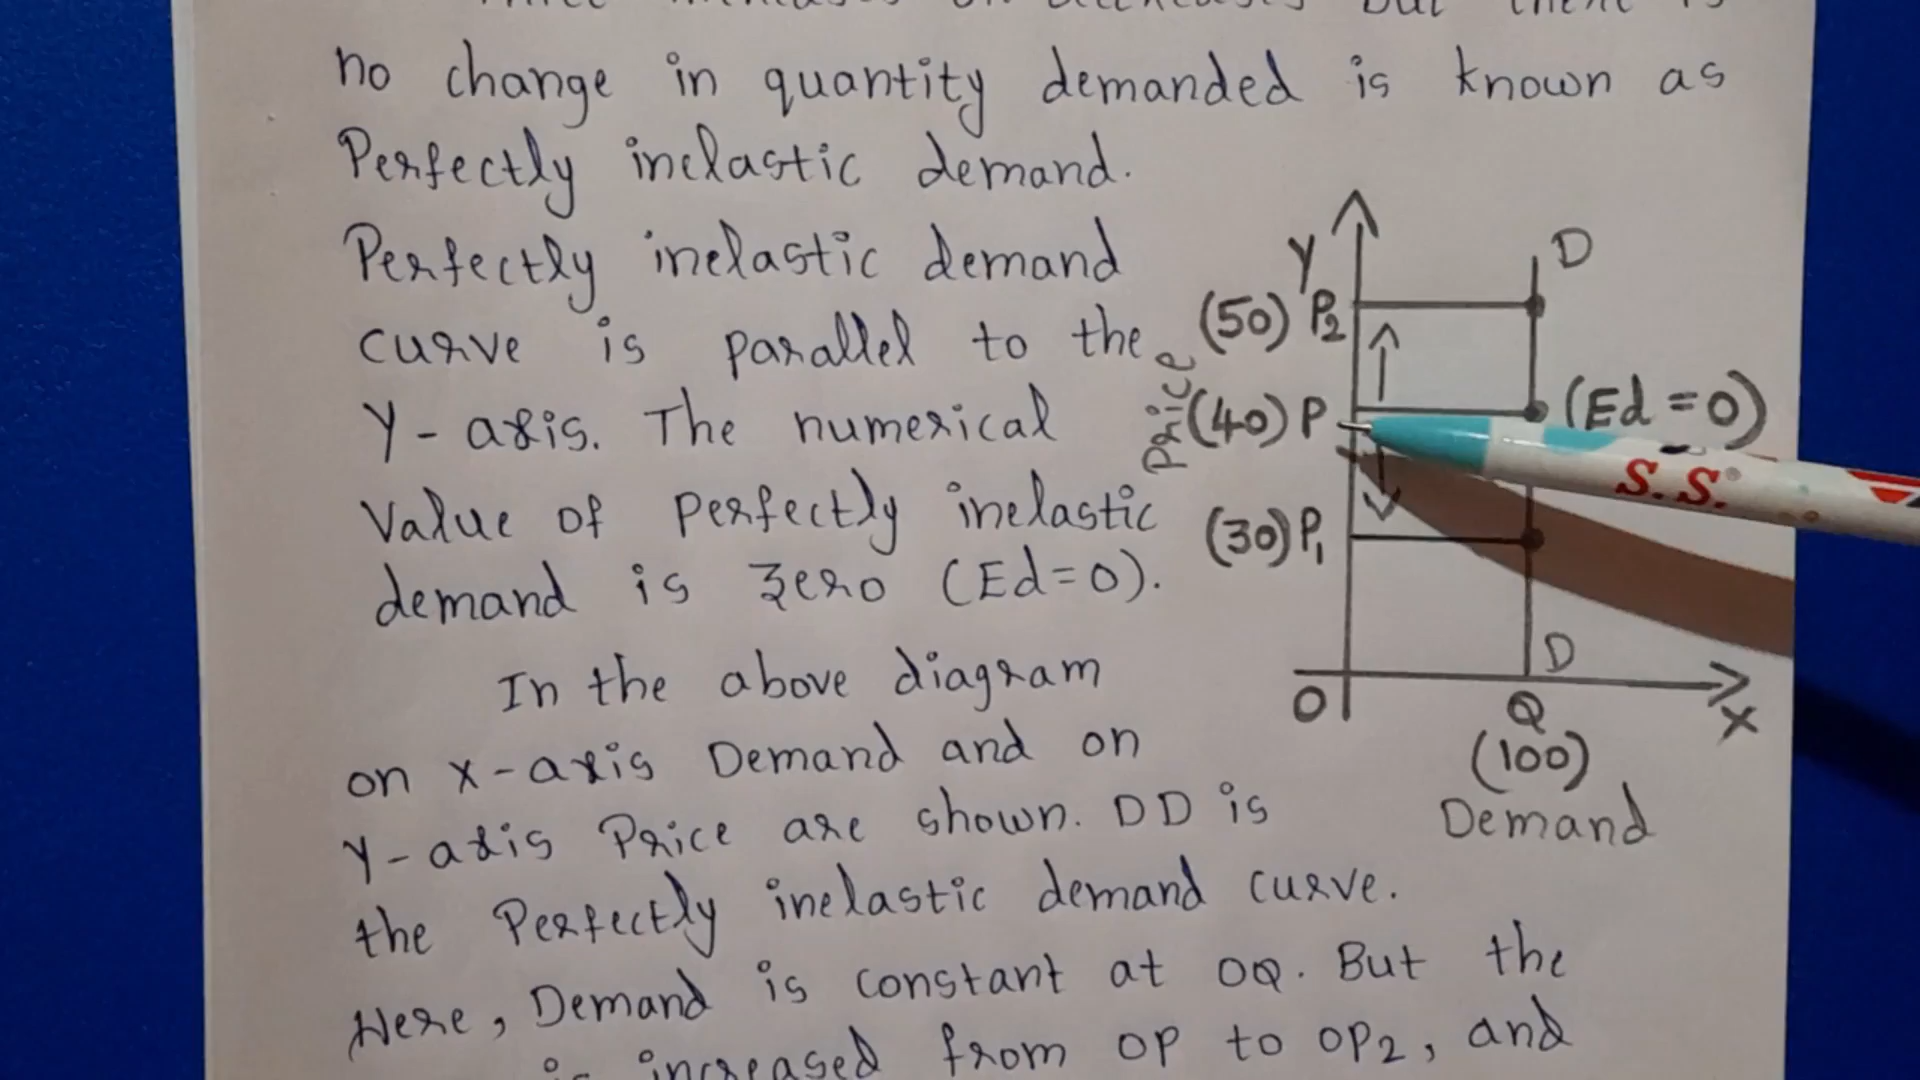 no change in quantity demanded is known as
Perfectly inelastic demand.
Perfectly inelastic demand
curve is parallel to the
Y-axis. The numerical
Value of perfectly inelastic
demand is zero (Ed=0).
In the above diagram
on x-axis Demand and on
Y-axis Price are shown. DD is
the Perfectly inelastic demand curve.
Here, Demand is constant at OQ. But the
is increased from OP to OP2, and
Y
D
(50) P2
Price
(40) P
(Ed=0)
S.S.
(30) P1
D
O
Q
X
(100)
Demand